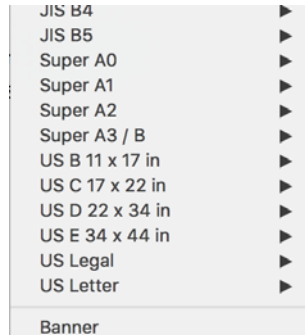 JIS B4
JIS B5
Super A0
Super A1
Super A2
Super A3 / B
US B 11 x 17 in
US C 17 x 22 in
US D 22 x 34 in
US E 34 x 44 in
US Legal
US Letter
Banner